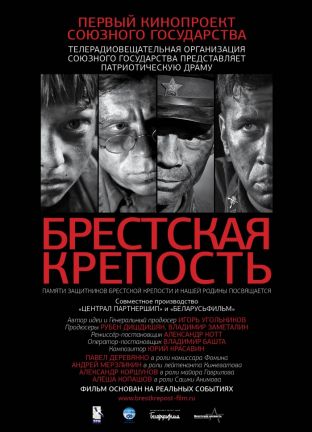 ПЕРВЫЙ КИНОПРОЕКТ
СОЮЗНОГО ГОСУДАРСТВА
ТЕЛЕРАДИОВЕЩАТЕЛЬНАЯ ОРГАНИЗАЦИЯ
СОЮЗНОГО ГОСУДАРСТВА ПРЕДСТАВЛЯЕТ
ПАТРИОТИЧЕСКУЮ ДРАМУ
БРЕСТСКАЯ
КРЕПОСТЬ
ПАМЯТИ ЗАЩИТНИКОВ БРЕСТСКОЙ КРЕПОСТИ И НАШЕЙ РОДИНЫ ПОСВЯЩАЕТСЯ
Совместное производство
«ЦЕНТРАЛ ПАРТНЕРШИП» и «БЕЛАРУСЬФИЛЬМ»
Автор идеи и Генеральный продюсер ИГОРЬ УГОЛЬНИКОВ
Продюсеры РУБЕН ДИШДИШЯН, ВЛАДИМИР ЗАМЕТАЛИН
Режиссер-постановщик АЛЕКСАНДР КОТТ
Оператор-постановщик ВЛАДИМИР БАШТА
Композитор ЮРИЙ КРАСАВИН
ПАВЕЛ ДЕРЕВЯНКО в роли комиссара Фомина
АНДРЕЙ МЕРЗЛИКИН в роли лейтенанта Кижеватова
АЛЕКСАНДР КОРШУНОВ в роли майора Гаврилова
АЛЕША КОПАШОВ в роли Сашки Акимова
ФИЛЬМ ОСНОВАН НА РЕАЛЬНЫХ СОБЫТИЯХ
www.brestkrepost-film.ru